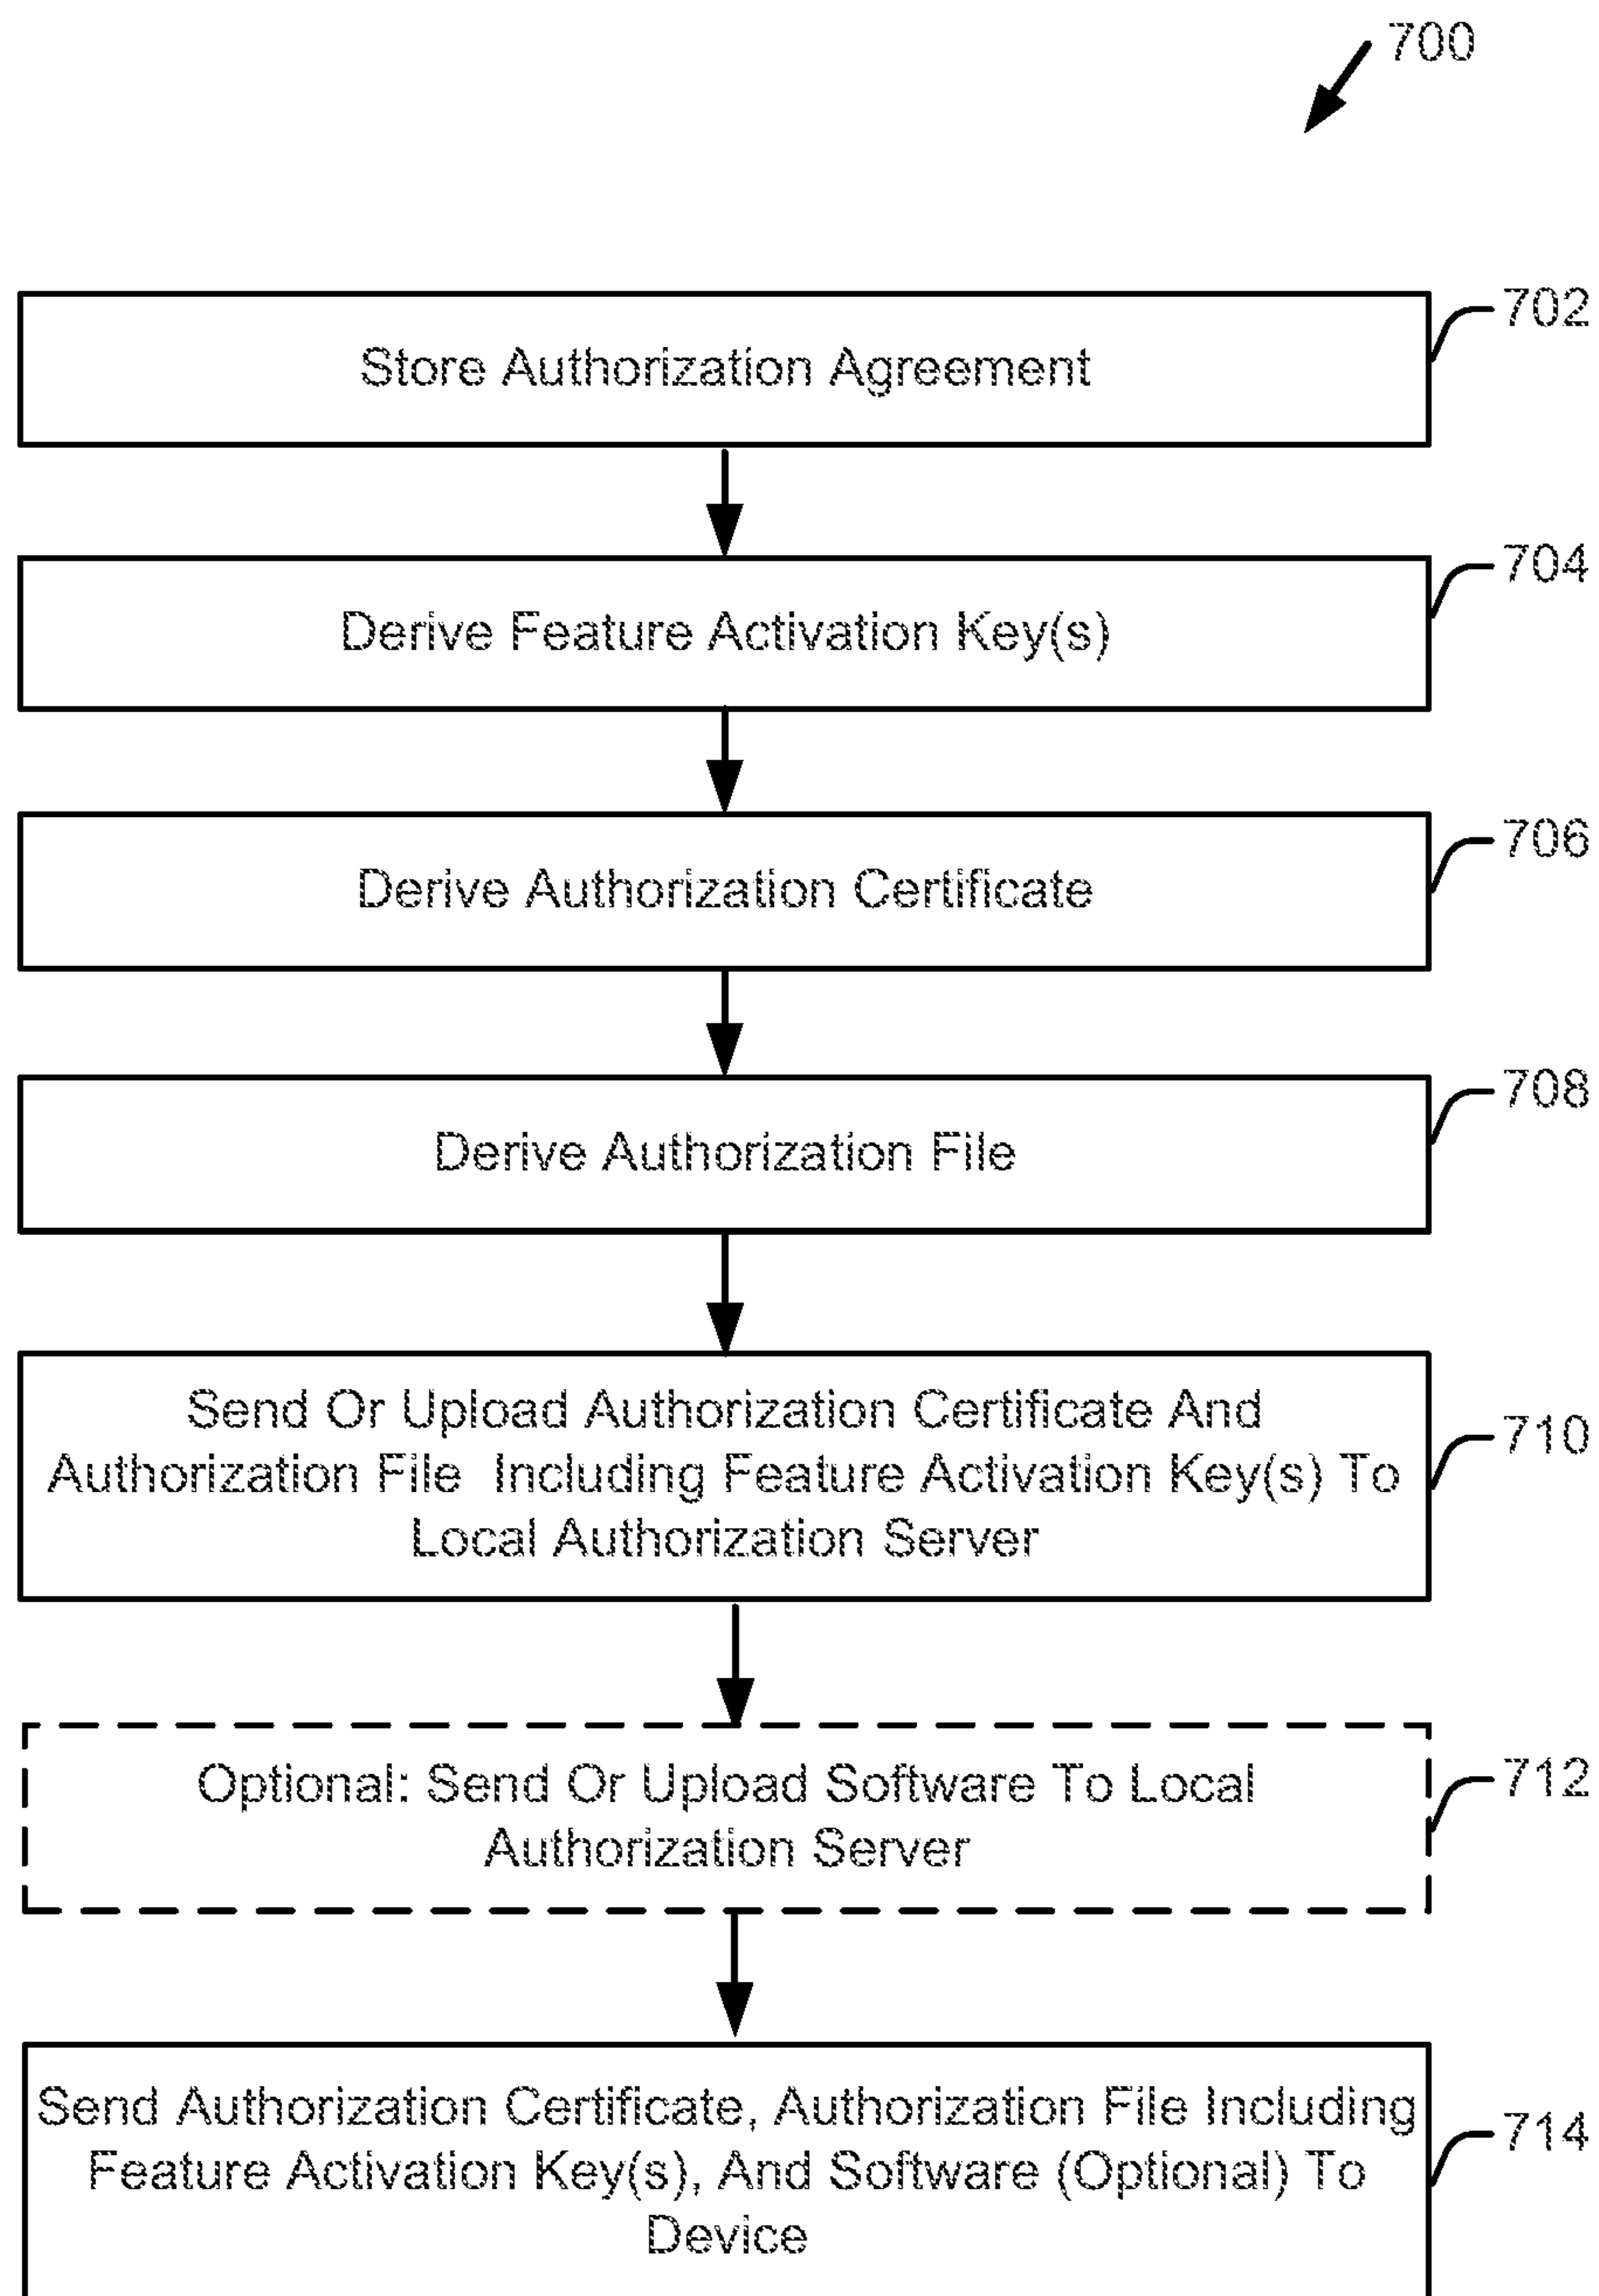 700
702
Store Authorization Agreement
704
Derive Feature Activation Key(s)
706
Derive Authorization Certificate
708
Derive Authorization File
Send Or Upload Authorization Certificate And
710
Authorization File Including Feature Activation Key(s) To
Local Authorization Server
712
Optional: Send Or Upload Software To Local
Authorization Server
Send Authorization Certificate, Authorization File Including
714
Feature Activation Key(s), And Software (Optional) To
Device